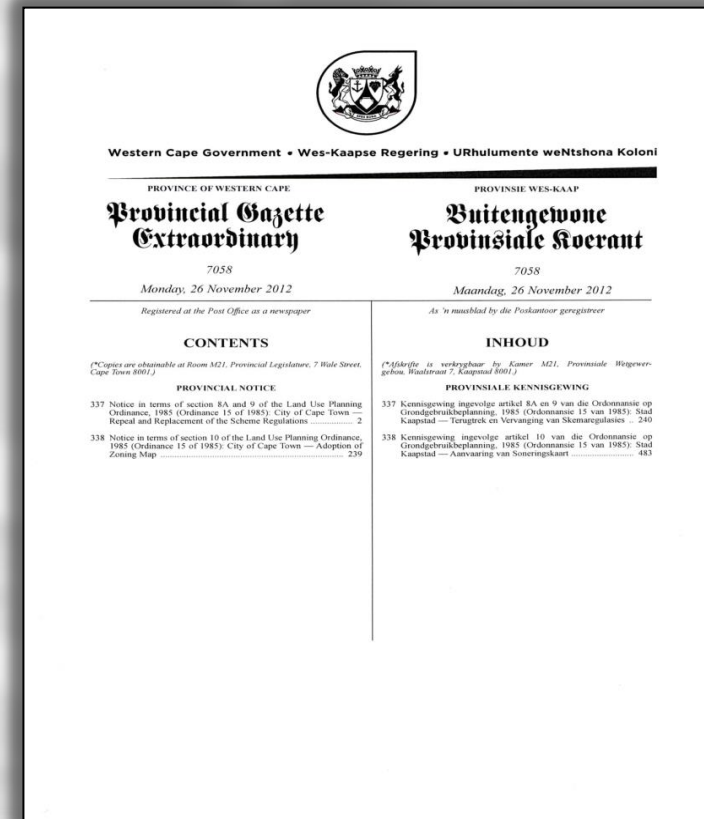 Western Cape Government • Wes-Kaapse Regering • URhulumente weNtshona Koloni
PROVINCE OF WESTERN CAPE
Provincial Gazette
Extraordinary
7058
Monday, 26 November 2012
Registered at the Post Office as a newspaper
CONTENTS
(*Copies are obtainable at Room M21, Provincial Legislature, 7 Wale Street,
Cape Town 8001.)
PROVINCIAL NOTICE
337 Notice in terms of section 8A and 9 of the Land Use Planning
Ordinance, 1985 (Ordinance 15 of 1985): City of Cape Town —
Repeal and Replacement of the Scheme Regulations .................. 2
338 Notice in terms of section 10 of the Land Use Planning Ordinance,
1985 (Ordinance 15 of 1985): City of Cape Town — Adoption of
Zoning Map ................................................................ 239
PROVINSIE WES-KAAP
Buitengewone
Provinsiale Koerant
7058
Maandag, 26 November 2012
As 'n nuusblad by die Poskantoor geregistreer
INHOUD
(*Afskrifte is verkrygbaar by Kamer M21, Provinsiale Wetgewer-
gebou, Waalstraat 7, Kaapstad 8001.)
PROVINSIALE KENNISGEWING
337 Kennisgewing ingevolge artikel 8A en 9 van die Ordonnansie op
Grondgebruikbeplanning, 1985 (Ordonnansie 15 van 1985): Stad
Kaapstad — Terugtrek en Vervanging van Skemaregulasies .. 240
338 Kennisgewing ingevolge artikel 10 van die Ordonnansie op
Grondgebruikbeplanning, 1985 (Ordonnansie 15 van 1985): Stad
Kaapstad — Aanvaaring van Soneringskaart ........................ 483